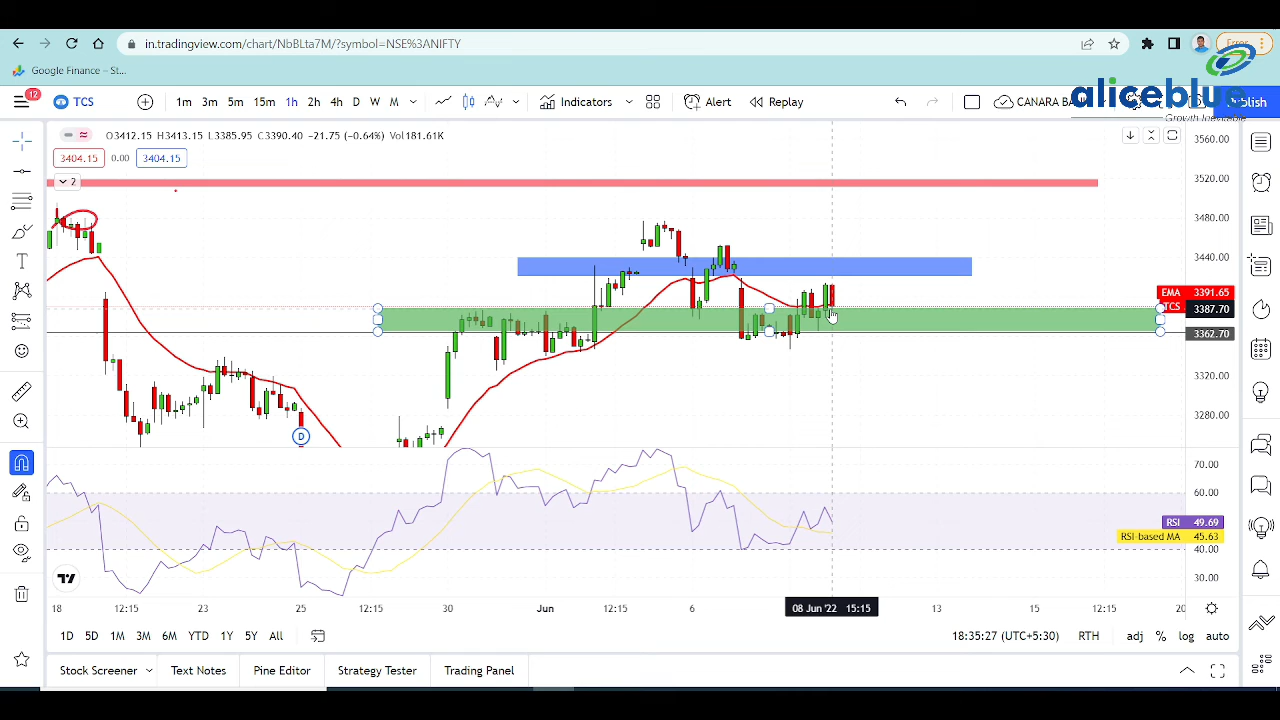 in.tradingview.com/chart/NbBLta7M/?symbol=NSE%3ANIFTY
Error
Google Finance – St...
12
TCS
1m 3m 5m 15m 1h 2h 4h D W M
Indicators
Alert
Replay
CANARA BA
Publish
aliceblue
Growth Inevitable
O3412.15 H3413.15 L3385.95 C3390.40 -21.75 (-0.64%) Vol181.61K
3404.15 0.00 3404.15
2
3560.00
3520.00
3480.00
3440.00
EMA 3391.65
TCS 3387.70
3362.70
3320.00
3280.00
D
70.00
60.00
RSI 49.69
RSI-based MA 45.63
40.00
30.00
18 12:15 23 25 12:15 30 Jun 12:15 6 08 Jun '22 15:15 13 15 12:15 20
1D 5D 1M 3M 6M YTD 1Y 5Y All
18:35:27 (UTC+5:30) RTH adj % log auto
Stock Screener Text Notes Pine Editor Strategy Tester Trading Panel